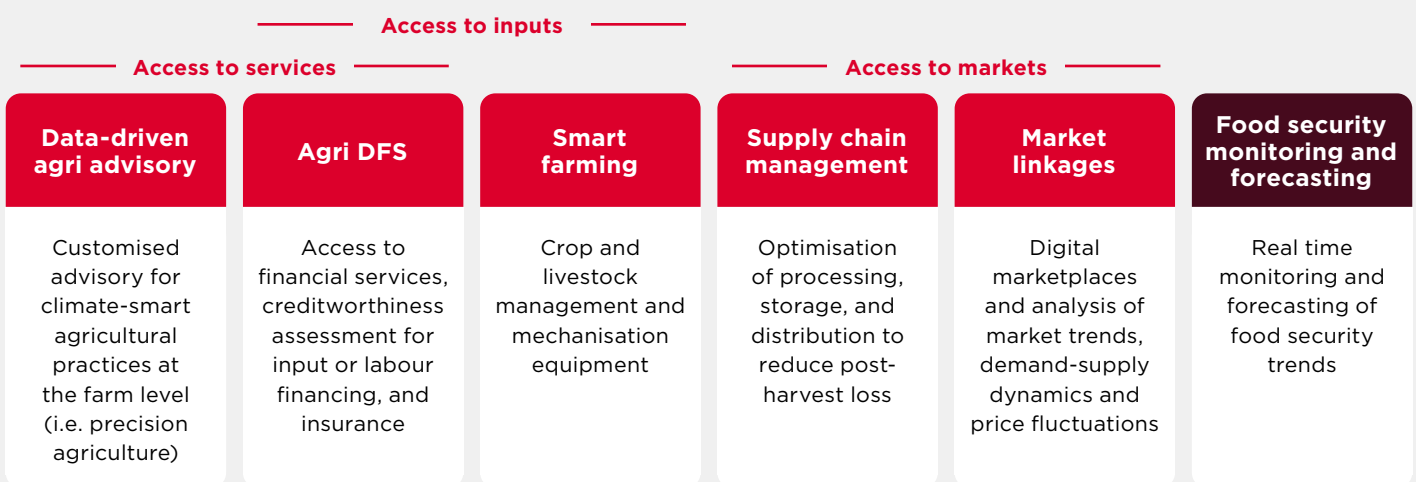 Access to inputs
Access to services
Access to markets
Data-driven
agri advisory
Customised
advisory for
climate-smart
agricultural
practices at
the farm level
(i.e. precision
agriculture)
Agri DFS
Access to
financial services,
creditworthiness
assessment for
input or labour
financing, and
insurance
Smart
farming
Crop and
livestock
management and
mechanisation
equipment
Supply chain
management
Optimisation
of processing,
storage, and
distribution to
reduce post-
harvest loss
Market
linkages
Digital
marketplaces
and analysis of
market trends,
demand-supply
dynamics and
price fluctuations
Food security
monitoring and
forecasting
Real time
monitoring and
forecasting of
food security
trends